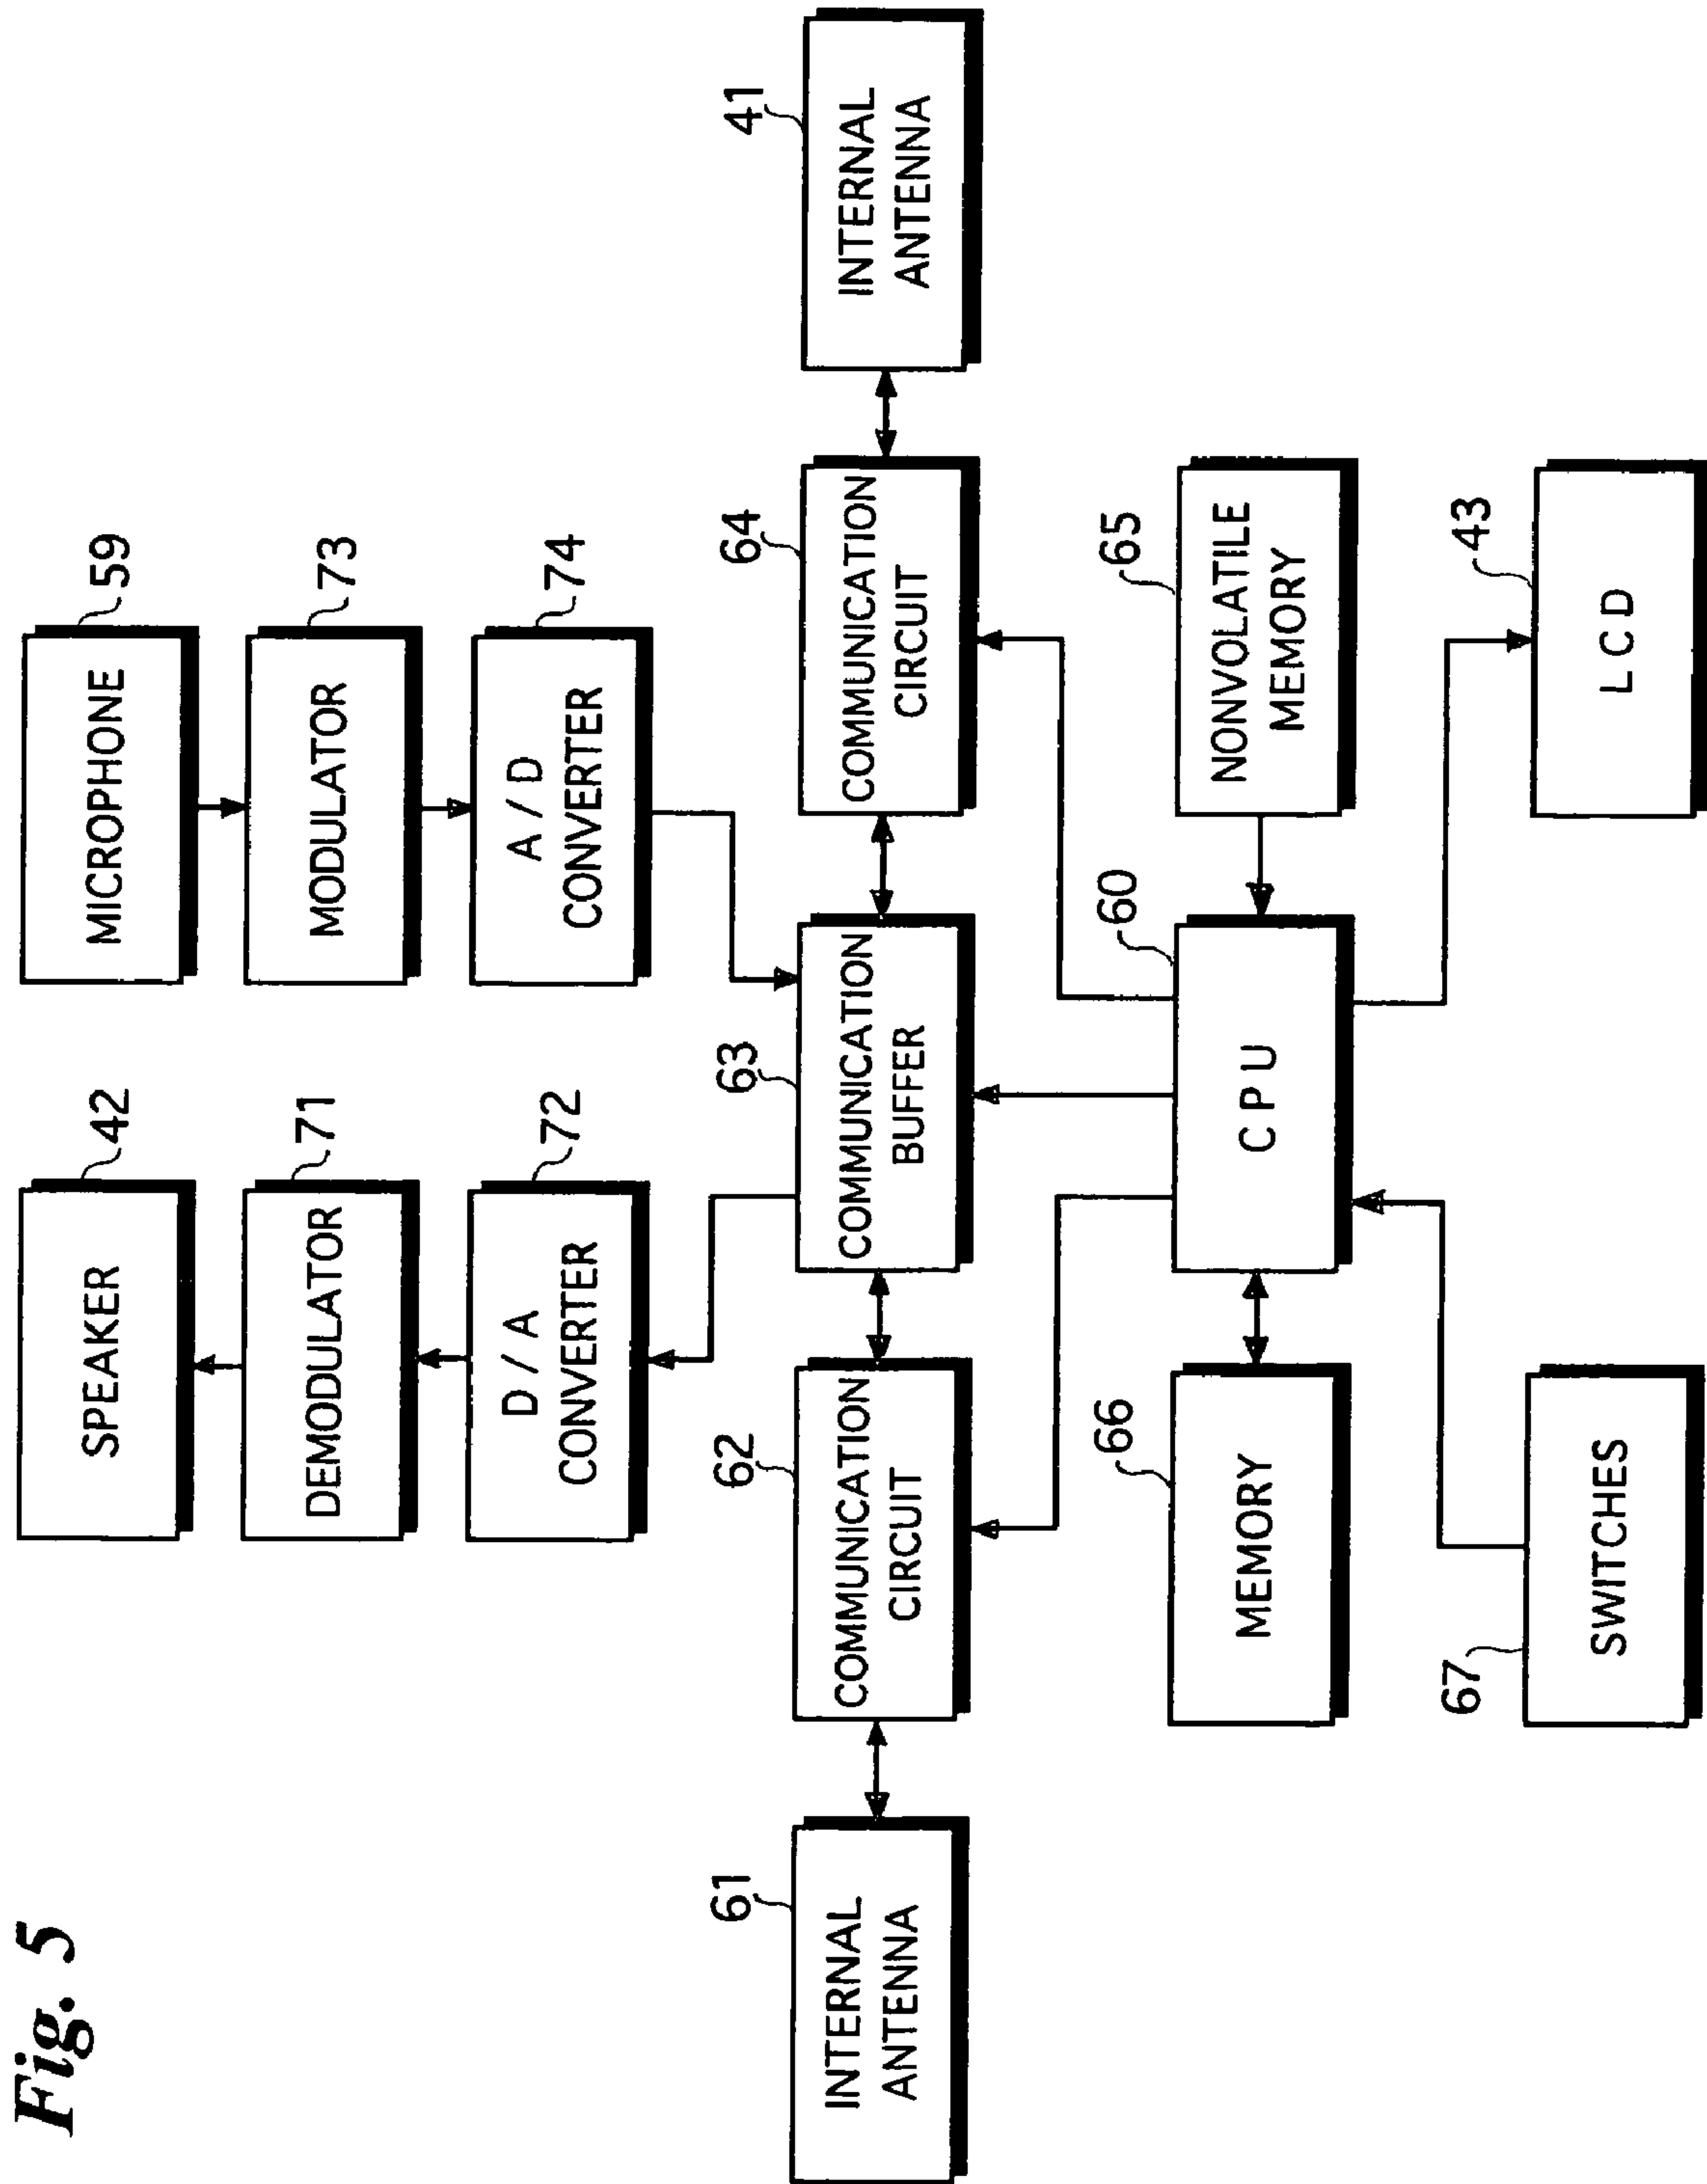 Fig. 5
SPEAKER
42
MICROPHONE
59
DEMODULATOR
71
MODULATOR
73
D / A
CONVERTER
72
A / D
CONVERTER
74
61
INTERNAL
ANTENNA
62
COMMUNICATION
CIRCUIT
63
COMMUNICATION
BUFFER
64
COMMUNICATION
CIRCUIT
41
INTERNAL
ANTENNA
66
MEMORY
60
C P U
65
NONVOLATILE
MEMORY
67
SWITCHES
43
L C D